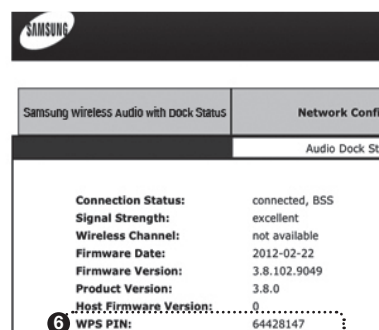 SAMSUNG
Samsung Wireless Audio with Dock Status Network Confi
Audio Dock St
Connection Status: connected, BSS
Signal Strength: excellent
Wireless Channel: not available
Firmware Date: 2012-02-22
Firmware Version: 3.8.102.9049
Product Version: 3.8.0
Host Firmware Version: 0
6 WPS PIN: 64428147